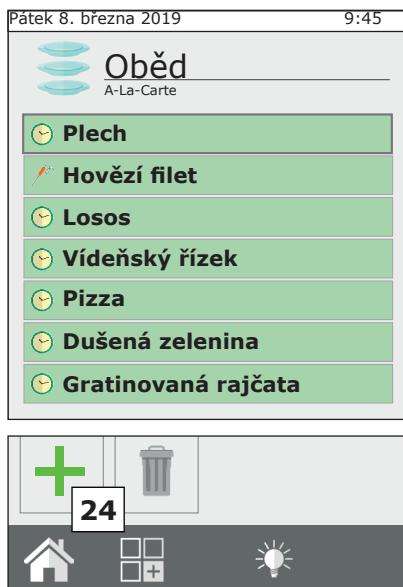 Pátek 8. března 2019 9:45
Oběd
A-La-Carte
Plech
Hovězí filet
Losos
Vídeňský řízek
Pizza
Dušená zelenina
Gratinovaná rajčata
24